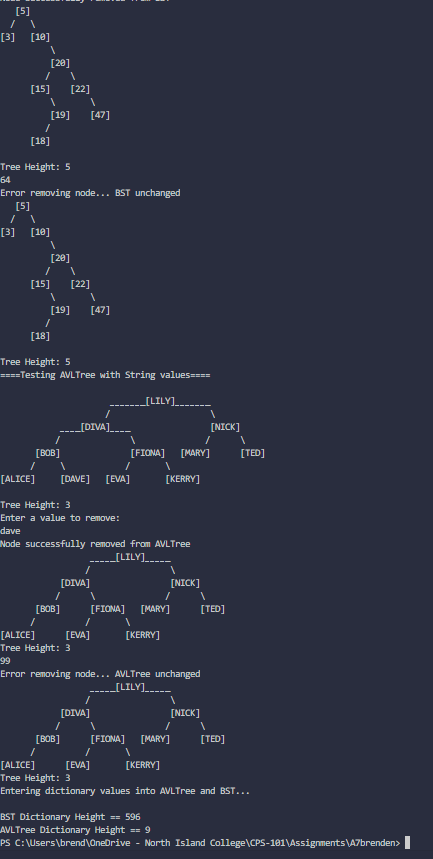 [5]
/ \
[3] [10]
\
[20]
/ \
[15] [22]
\ \
[19] [47]
/
[18]
Tree Height: 5
64
Error removing node... BST unchanged
[5]
/ \
[3] [10]
\
[20]
/ \
[15] [22]
\ \
[19] [47]
/
[18]
Tree Height: 5
====Testing AVLTree with String values====
_______[LILY]_______
/ \
____[DIVA]____ [NICK]
/ \ / \
[BOB] [FIONA] [MARY] [TED]
/ \ / \
[ALICE] [DAVE] [EVA] [KERRY]
Tree Height: 3
Enter a value to remove:
dave
Node successfully removed from AVLTree
_____[LILY]_____
/ \
[DIVA] [NICK]
/ \ / \
[BOB] [FIONA] [MARY] [TED]
/ / \
[ALICE] [EVA] [KERRY]
Tree Height: 3
99
Error removing node... AVLTree unchanged
_____[LILY]_____
/ \
[DIVA] [NICK]
/ \ / \
[BOB] [FIONA] [MARY] [TED]
/ / \
[ALICE] [EVA] [KERRY]
Tree Height: 3
Entering dictionary values into AVLTree and BST...
BST Dictionary Height == 596
AVLTree Dictionary Height == 9
PS C:\Users\brend\OneDrive - North Island College\CPS-101\Assignments\A7brenden>